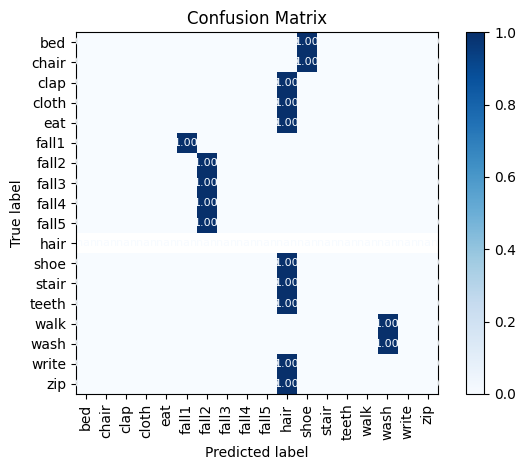 Confusion Matrix
bed 1.00
chair 1.00
clap 1.00
cloth 1.00
eat 1.00
fall1 1.00
fall2 1.00
fall3 1.00
fall4 1.00
fall5 1.00
hair
shoe 1.00
stair 1.00
teeth 1.00
walk 1.00
wash 1.00
write 1.00
zip 1.00
True label
bed chair clap cloth eat fall1 fall2 fall3 fall4 fall5 hair shoe stair teeth walk wash write zip
Predicted label
1.0
0.8
0.6
0.4
0.2
0.0